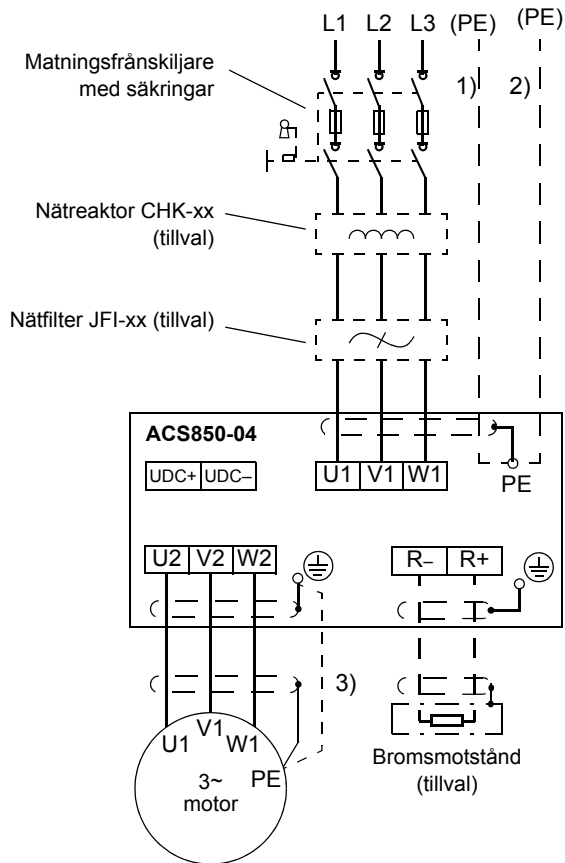 L1 L2 L3 (PE) (PE)
Matningsfrånskiljare
med säkringar
1) 2)
Nätreaktor CHK-xx
(tillval)
Nätfilter JFI-xx (tillval)
ACS850-04
UDC+ UDC–
U1 V1 W1
PE
U2 V2 W2
R– R+
3)
U1 V1 W1
PE
3~
motor
Bromsmotstånd
(tillval)